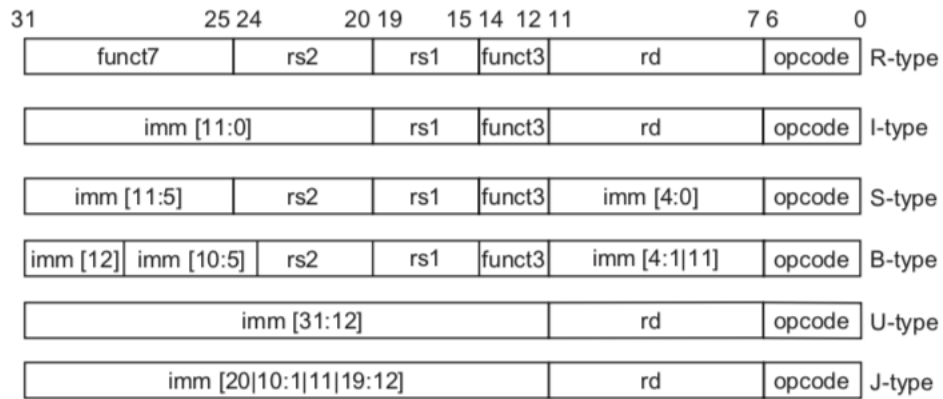 31 25 24 20 19 15 14 12 11 7 6 0
funct7 rs2 rs1 funct3 rd opcode R-type
imm [11:0] rs1 funct3 rd opcode I-type
imm [11:5] rs2 rs1 funct3 imm [4:0] opcode S-type
imm [12] imm [10:5] rs2 rs1 funct3 imm [4:1|11] opcode B-type
imm [31:12] rd opcode U-type
imm [20|10:1|11|19:12] rd opcode J-type